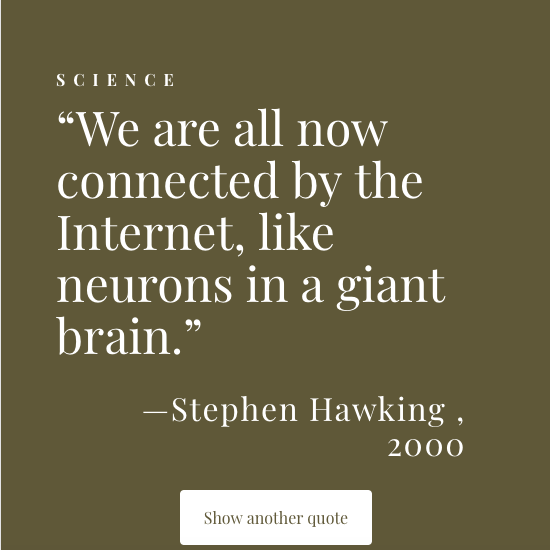 SCIENCE
“We are all now
connected by the
Internet, like
neurons in a giant
brain.”
—Stephen Hawking ,
2000
Show another quote